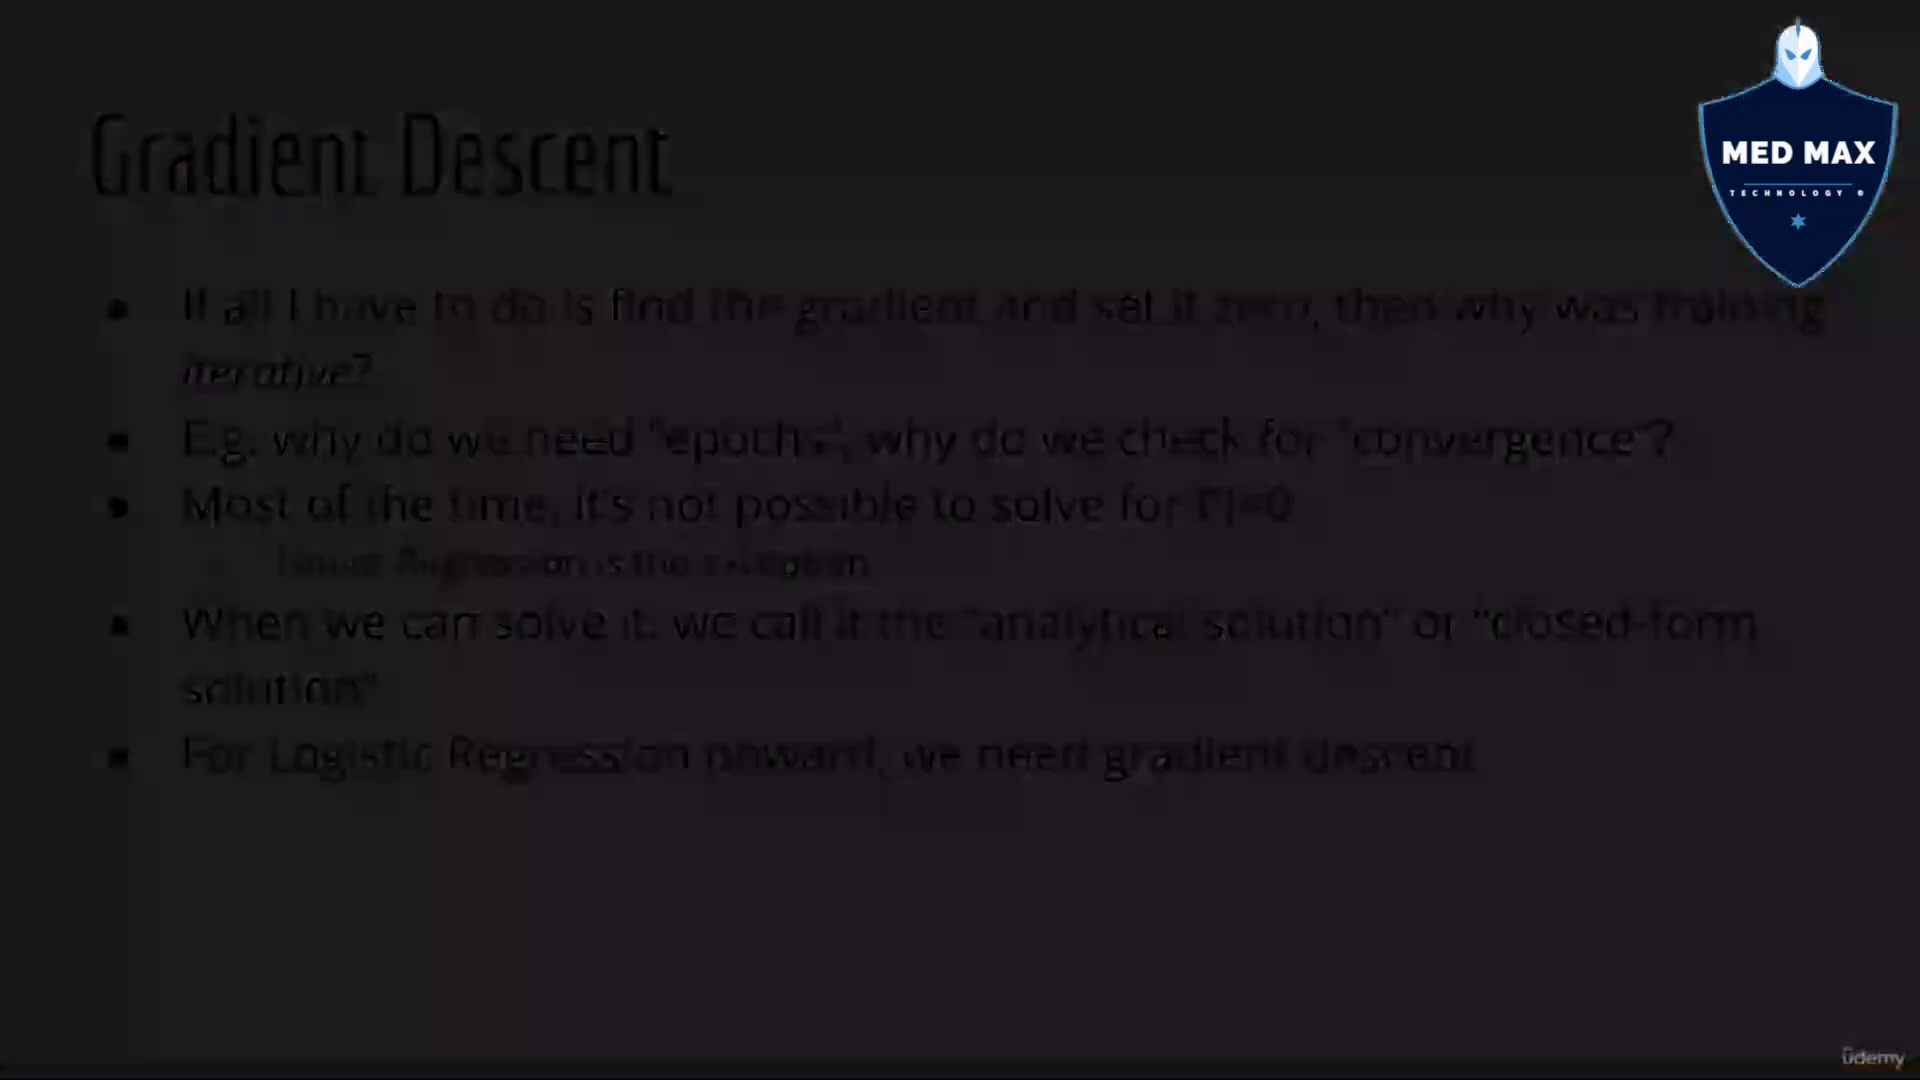 Gradient Descent
MED MAX
TECHNOLOGY ®
• If all I have to do is find the gradient and set it zero, then why was training
iterative?
• E.g. why do we need "epochs", why do we check for "convergence"?
• Most of the time, it's not possible to solve for
Linear Regression is the exception
• When we can solve it, we call it the "analytical solution" or "closed-form
solution"
• For Logistic Regression onward, we need gradient descent
ûdemy